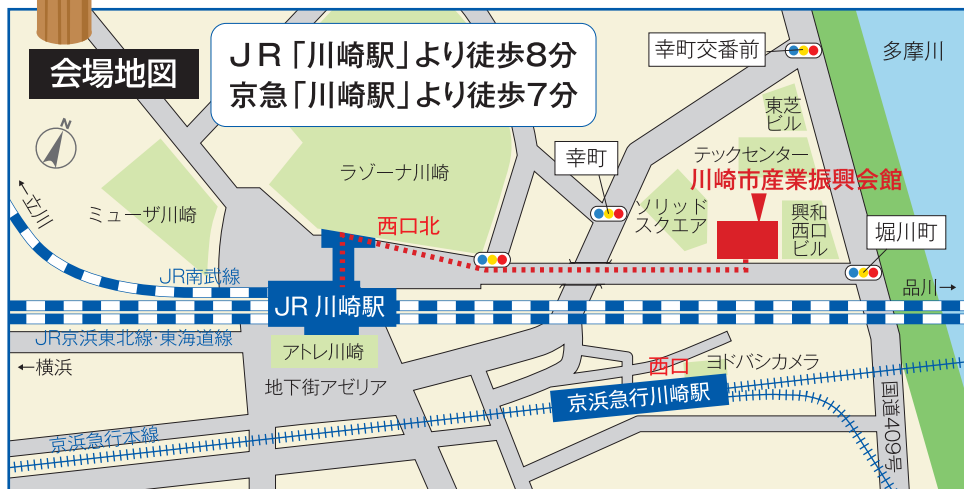 会場地図
JR「川崎駅」より徒歩8分
京急「川崎駅」より徒歩7分
幸町交番前
多摩川
N
東芝
ビル
ラゾーナ川崎
幸町
テックセンター
川崎市産業振興会館
←立川
ミューザ川崎
西口北
ソリッド
スクエア
興和
西口
ビル
堀川町
JR南武線
品川→
JR川崎駅
JR京浜東北線・東海道線
アトレ川崎
←横浜
西口
ヨドバシカメラ
地下街アゼリア
京浜急行川崎駅
国道409号
京浜急行本線